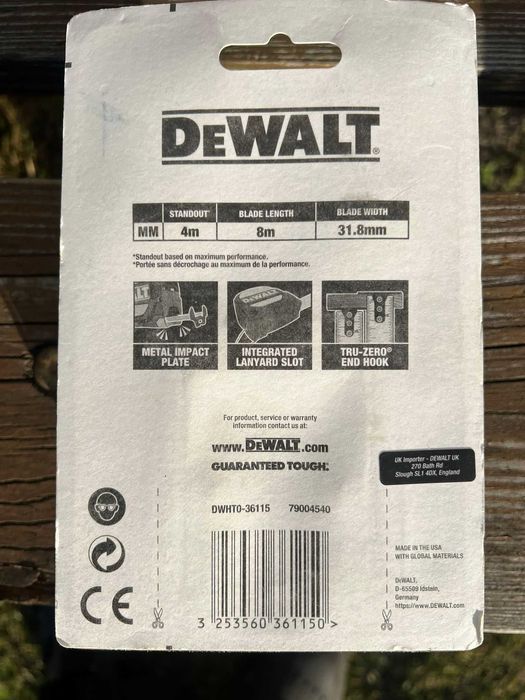 DEWALT®
STANDOUT* BLADE LENGTH BLADE WIDTH
MM 4m 8m 31.8mm
*Standout based on maximum performance.
*Portée sans décrochage au maximum de la performance.
DEWALT
METAL IMPACT
PLATE
INTEGRATED
LANYARD SLOT
TRU-ZERO®
END HOOK
For product, service or warranty
information contact us at:
www.DEWALT.com
GUARANTEED TOUGH.®
UK Importer - DEWALT UK
270 Bath Rd
Slough SL1 4DX, England
DWHT0-36115 79004540
MADE IN THE USA
WITH GLOBAL MATERIALS
DEWALT,
D-65509 Idstein,
Germany
https://www.DEWALT.com
CE
3 253560 361150 >